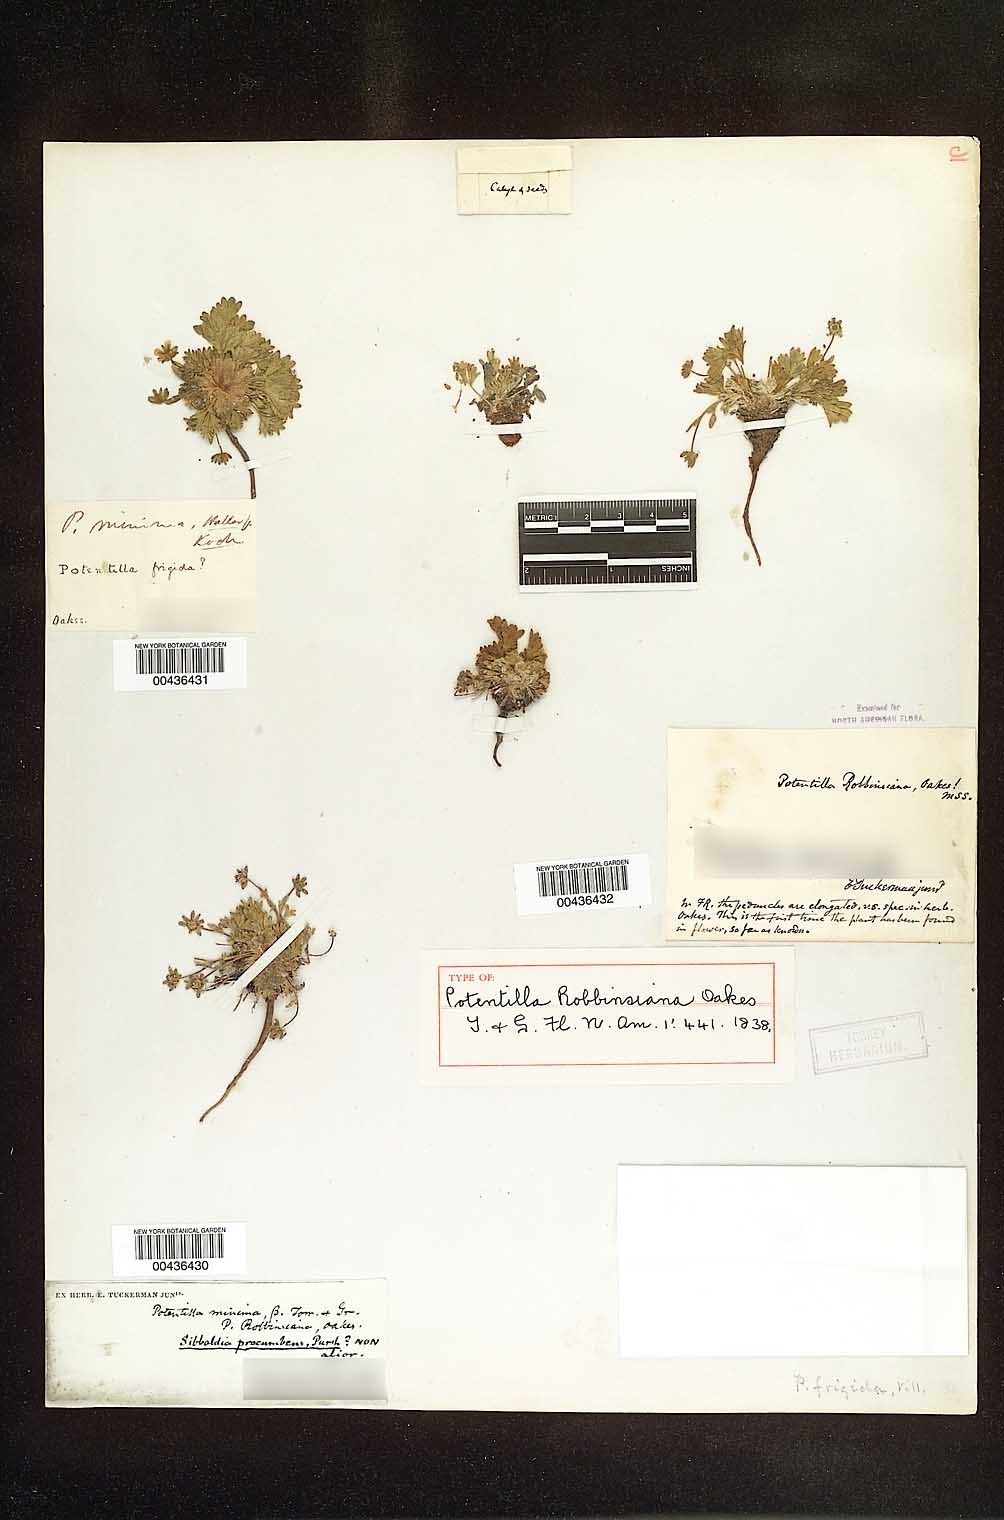 C
Calyx & seeds
P. minima, Haller f.
Koch
Potentilla frigida?
Oakes.
METRIC 1 2 3 4 5
2 1 INCHES
NEW YORK BOTANICAL GARDEN
00436431
Examined for
NORTH AMERICAN FLORA
Potentilla Robbinsiana, Oakes!
mss.
E Tuckerman junr
In FR. the peduncles are elongated, v.s. spec. in herb.
Oakes. This is the first time the plant has been found
in flower, so far as known.
NEW YORK BOTANICAL GARDEN
00436432
TYPE OF:
Potentilla Robbinsiana Oakes
T. & G. Fl. N. Am. 1: 441. 1838.
TORREY
HERBARIUM.
NEW YORK BOTANICAL GARDEN
00436430
EX HERB. E. TUCKERMAN JUNR.
Potentilla minima, β. Torr. & Gr.
P. Robbinsiana, Oakes.
Sibbaldia procumbens, Pursh? NON
alior.
P. frigida, Vill.